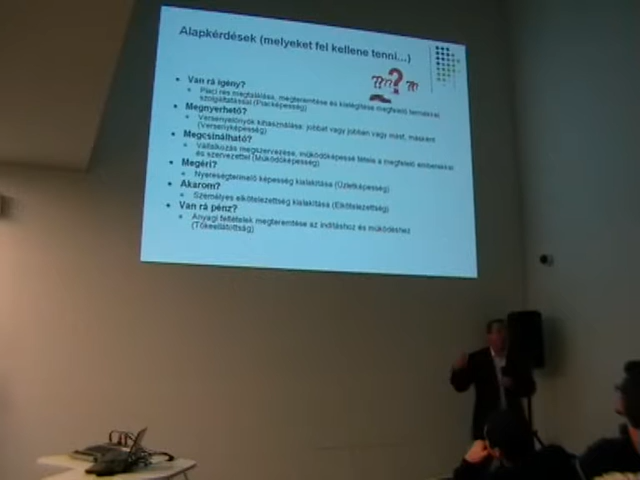 Alapkérdések (melyeket fel kellene tenni...)
Van rá igény?
Piaci rés megtalálása, megteremtése és kielégítése megfelelő termékkel,
szolgáltatással (Piacképesség)
Megnyerhető?
Versenyelőnyök kihasználása: jobbat vagy jobban vagy mást, másként
(Versenyképesség)
Megcsinálható?
Vállalkozás megszervezése, működőképessé tétele a megfelelő emberekkel
és szervezettel (Működőképesség)
Megéri?
Nyereségtermelő képesség kialakítása (Üzletképesség)
Akarom?
Személyes elkötelezettség kialakítása (Elkötelezettség)
Van rá pénz?
Anyagi feltételek megteremtése az indításhoz és működéshez
(Tőkeellátottság)